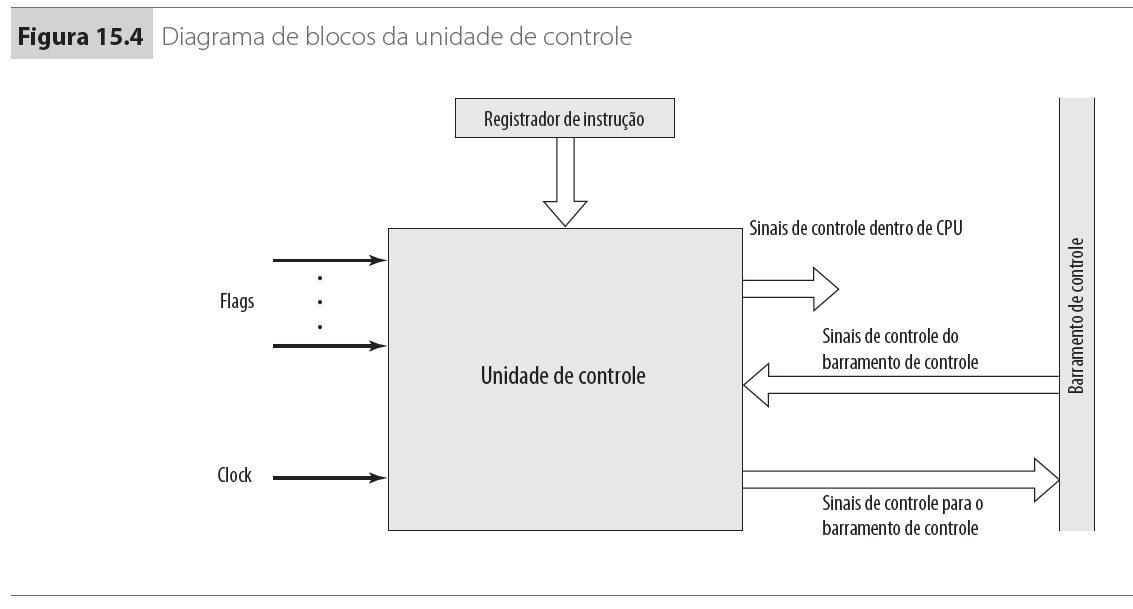 Figura 15.4 Diagrama de blocos da unidade de controle
Registrador de instrução
Sinais de controle dentro de CPU
Flags
Sinais de controle do
barramento de controle
Unidade de controle
Barramento de controle
Clock
Sinais de controle para o
barramento de controle